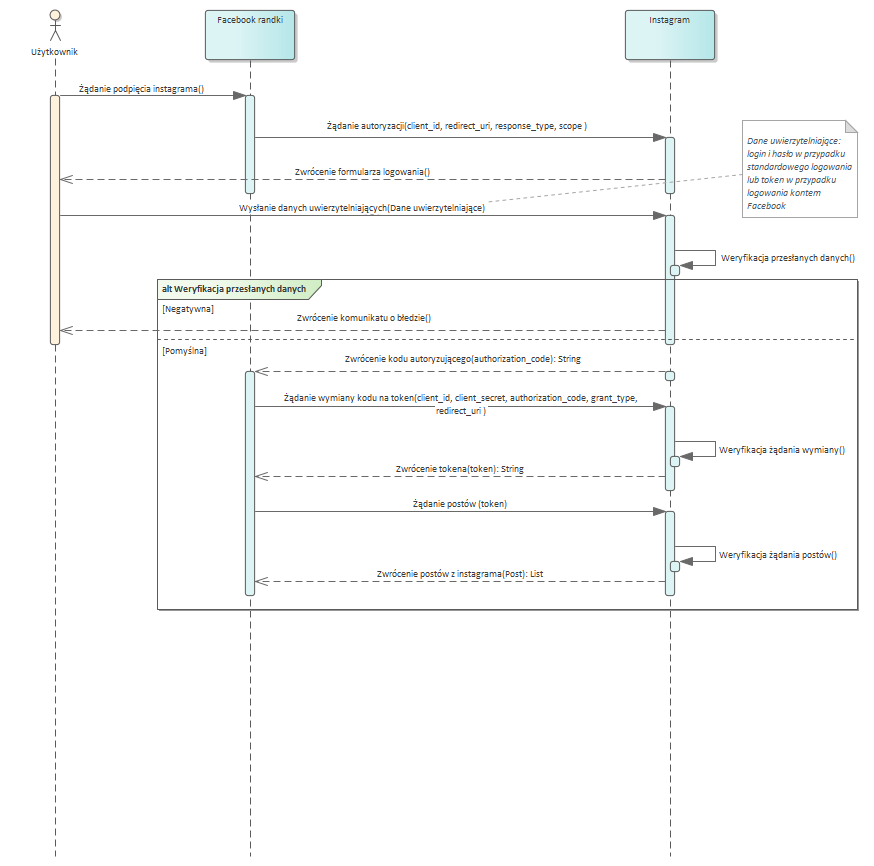 Facebook randki
Instagram
Użytkownik
Żądanie podpięcia instagrama()
Żądanie autoryzacji(client_id, redirect_uri, response_type, scope )
Dane uwierzytelniające:
login i hasło w przypadku
standardowego logowania
lub token w przypadku
logowania kontem
Facebook
Zwrócenie formularza logowania()
Wysłanie danych uwierzytelniających(Dane uwierzytelniające)
Weryfikacja przesłanych danych()
alt Weryfikacja przesłanych danych
[Negatywna]
Zwrócenie komunikatu o błedzie()
[Pomyślna]
Zwrócenie kodu autoryzującego(authorization_code): String
Żądanie wymiany kodu na token(client_id, client_secret, authorization_code, grant_type,
redirect_uri )
Weryfikacja żądania wymiany()
Zwrócenie tokena(token): String
Żądanie postów (token)
Weryfikacja żądania postów()
Zwrócenie postów z instagrama(Post): List